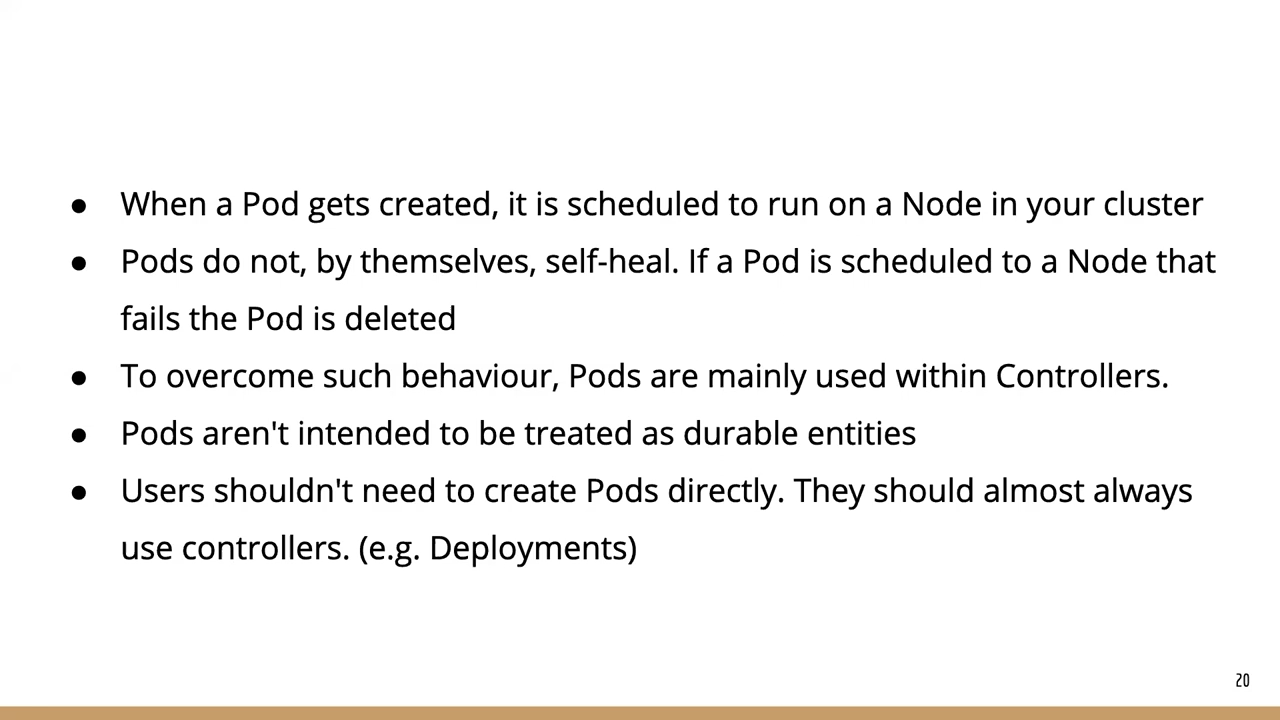 ● When a Pod gets created, it is scheduled to run on a Node in your cluster
● Pods do not, by themselves, self-heal. If a Pod is scheduled to a Node that
fails the Pod is deleted
● To overcome such behaviour, Pods are mainly used within Controllers.
● Pods aren't intended to be treated as durable entities
● Users shouldn't need to create Pods directly. They should almost always
use controllers. (e.g. Deployments)
20